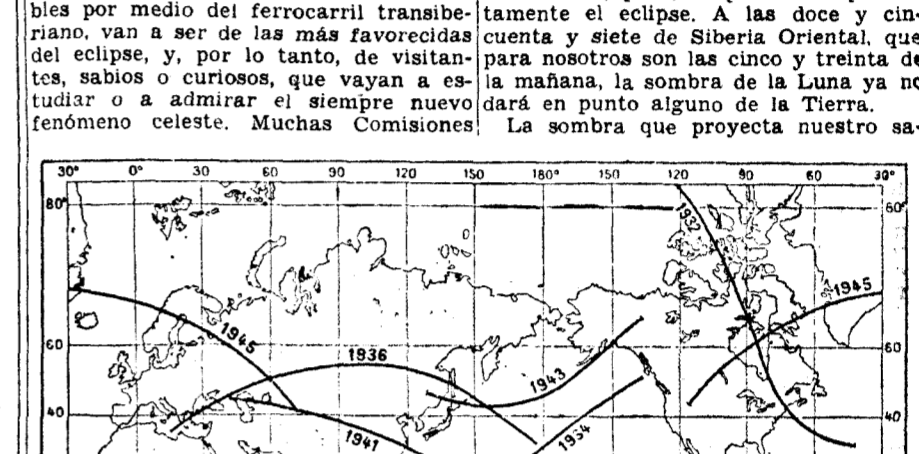 bles por medio del ferrocarril transibe-
riano, van a ser de las más favorecidas
del eclipse, y, por lo tanto, de visitan-
tes, sabios o curiosos, que vayan a es-
tudiar o a admirar el siempre nuevo
fenómeno celeste. Muchas Comisiones
tamente el eclipse. A las doce y cin-
cuenta y siete de Siberia Oriental, que
para nosotros son las cinco y treinta de
la mañana, la sombra de la Luna ya no
dará en punto alguno de la Tierra.
La sombra que proyecta nuestro sa-
30° 0° 30 60 90 120 150 180° 150 120 90 60 30°
80° 60°
1932
1945
1945
60 60
1936
1943
40 40
1941
1954